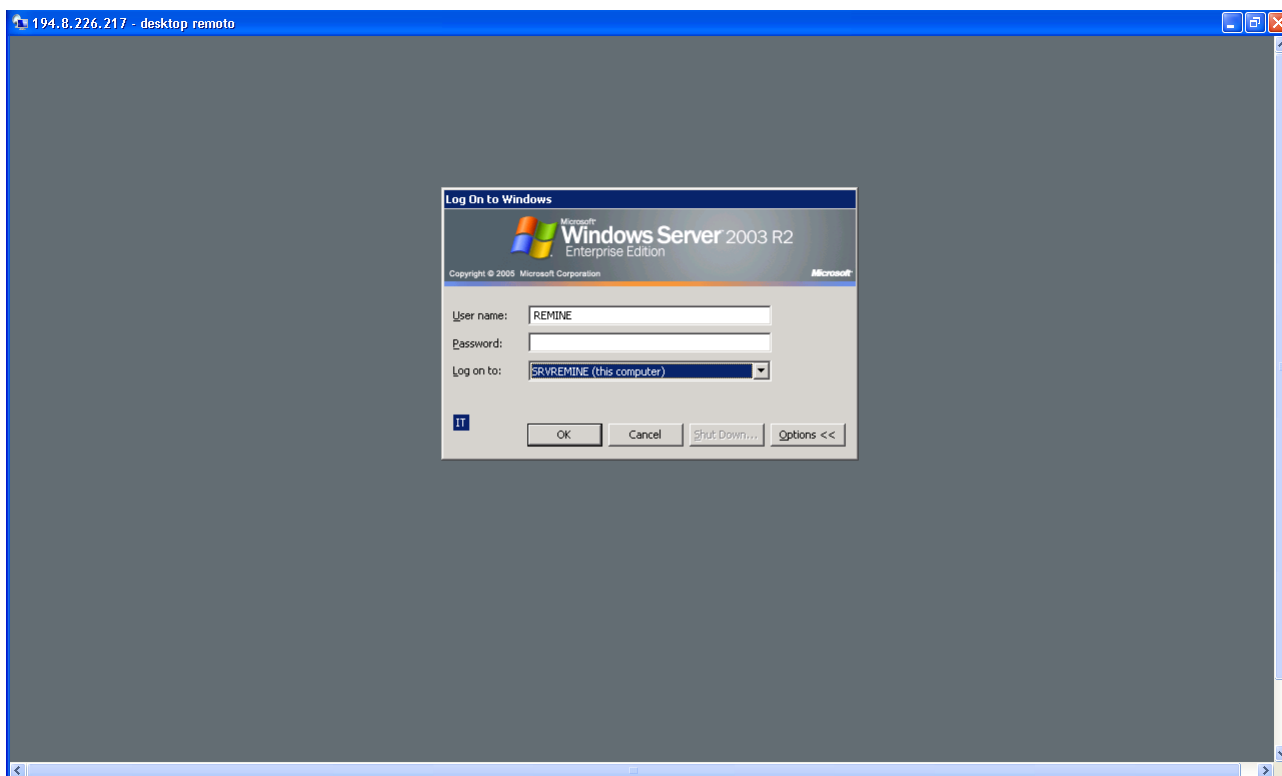 194.8.226.217 - desktop remoto
Log On to Windows
Microsoft
Windows Server 2003 R2
Enterprise Edition
Copyright © 2005 Microsoft Corporation
Microsoft
User name: REMINE
Password:
Log on to: SRVREMINE (this computer)
IT
OK Cancel Shut Down... Options <<